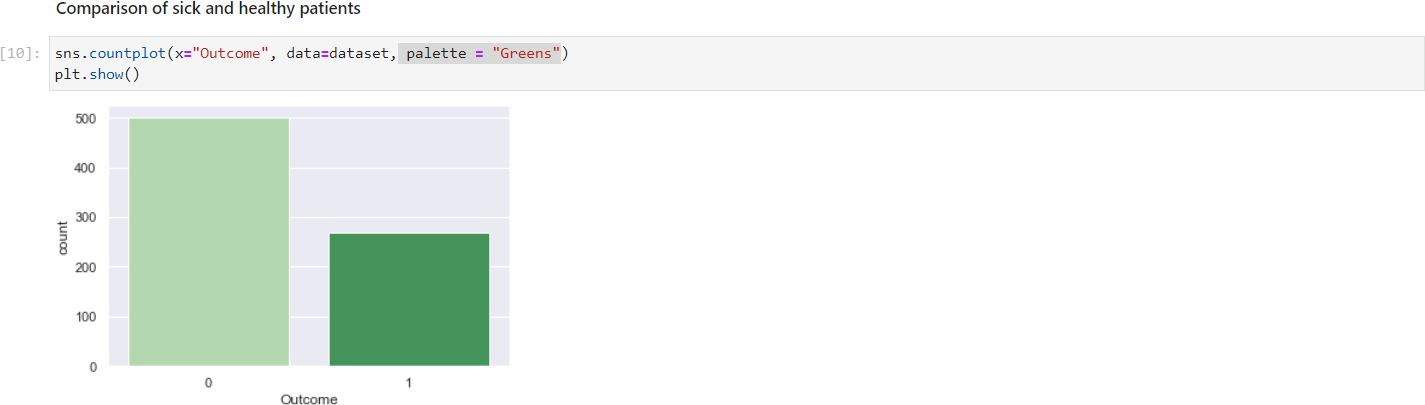 Comparison of sick and healthy patients
[10]: sns.countplot(x="Outcome", data=dataset, palette = "Greens")
plt.show()
500
400
300
200
100
0
count
0 1
Outcome